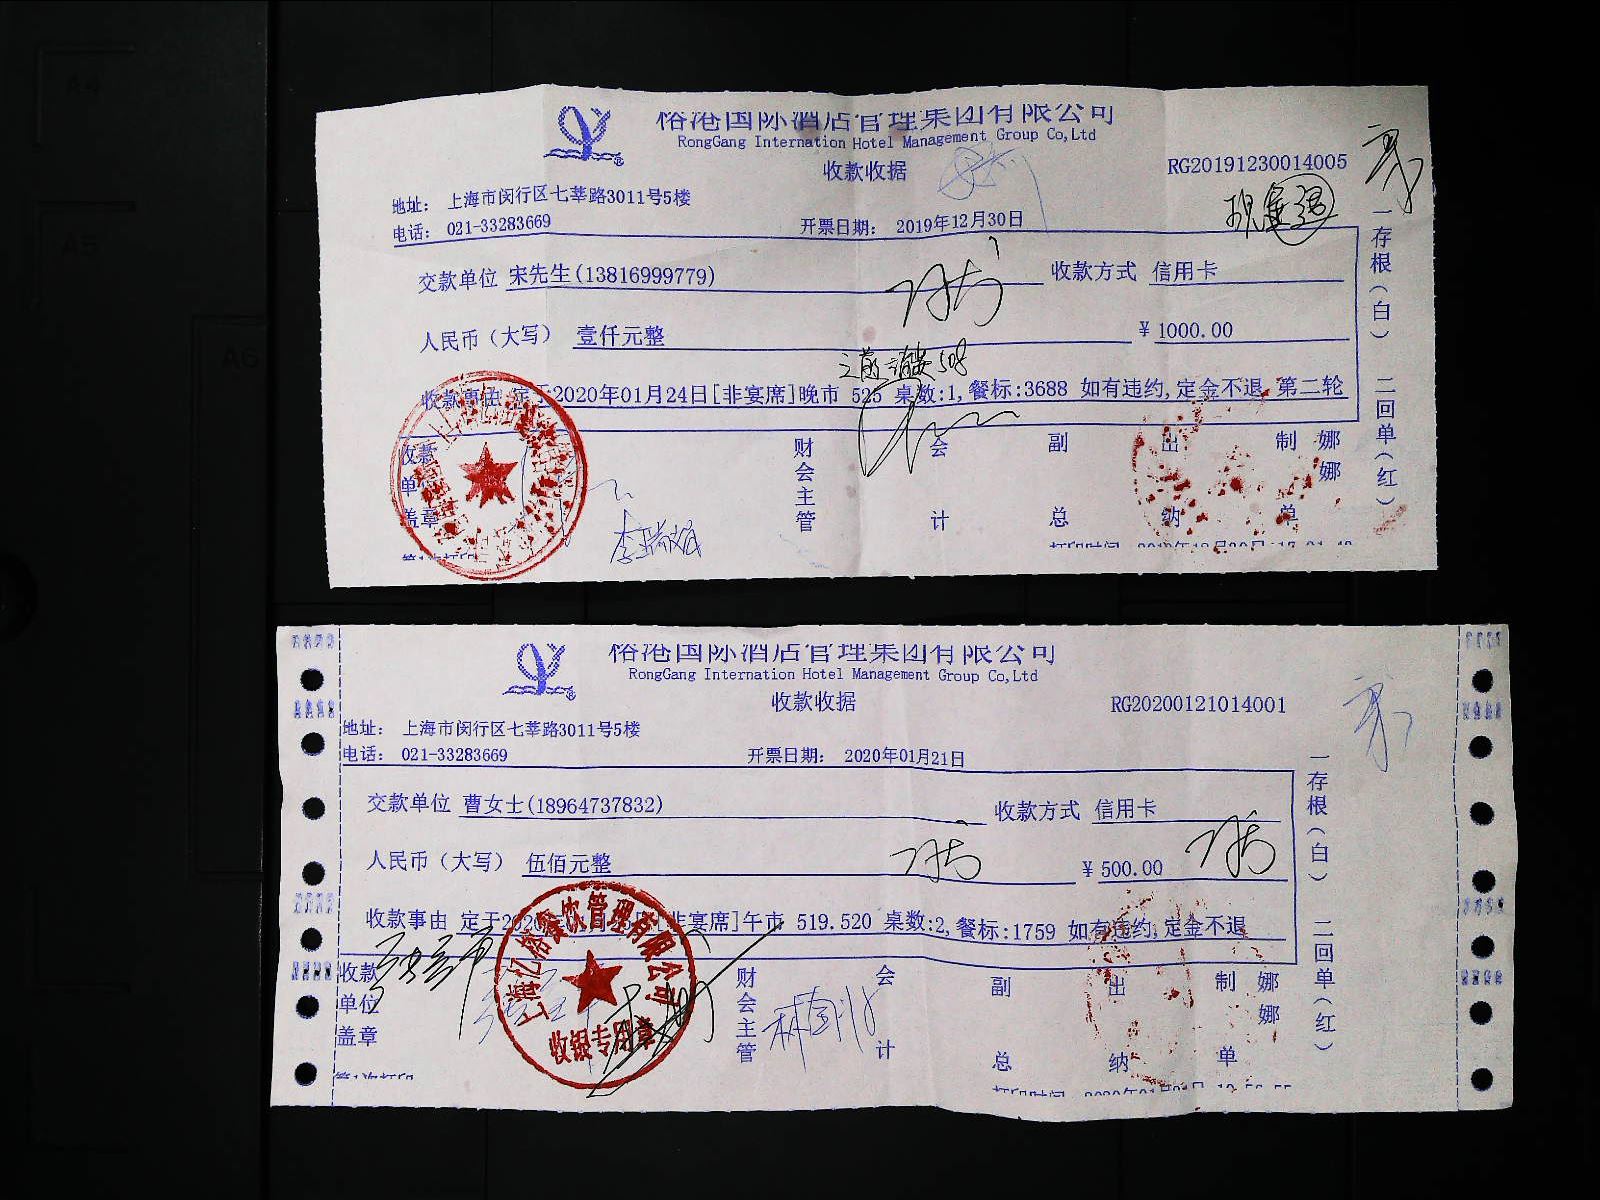 榕港国际酒店管理集团有限公司
RongGang Internation Hotel Management Group Co,Ltd
收款收据
RG20191230014005
地址： 上海市闵行区七莘路3011号5楼
电话： 021-33283669
开票日期： 2019年12月30日
交款单位 宋先生(13816999779)
收款方式 信用卡
人民币（大写） 壹仟元整
￥1000.00
收款事由 定于2020年01月24日[非宴席]晚市 525 桌数:1,餐标:3688 如有违约,定金不退 第二轮
收款单位盖章
财会主管
会计
副总
出纳
制单
娜娜
一存根（白）
二回单（红）
A4
A5
A6
榕港国际酒店管理集团有限公司
RongGang Internation Hotel Management Group Co,Ltd
收款收据
RG20200121014001
地址： 上海市闵行区七莘路3011号5楼
电话： 021-33283669
开票日期： 2020年01月21日
交款单位 曹女士(18964737832)
收款方式 信用卡
人民币（大写） 伍佰元整
￥500.00
收款事由 定于2020年 [非宴席]午市 519.520 桌数:2,餐标:1759 如有违约,定金不退
收款单位盖章
收银专用章
财会主管
会计
副总
出纳
制单
娜娜
一存根（白）
二回单（红）